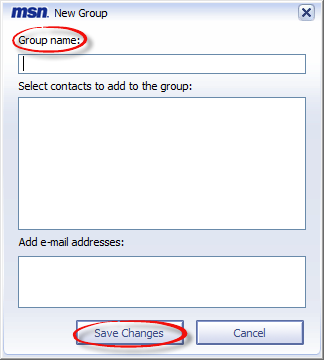 msn. New Group
Group name:
Select contacts to add to the group:
Add e-mail addresses:
Save Changes
Cancel